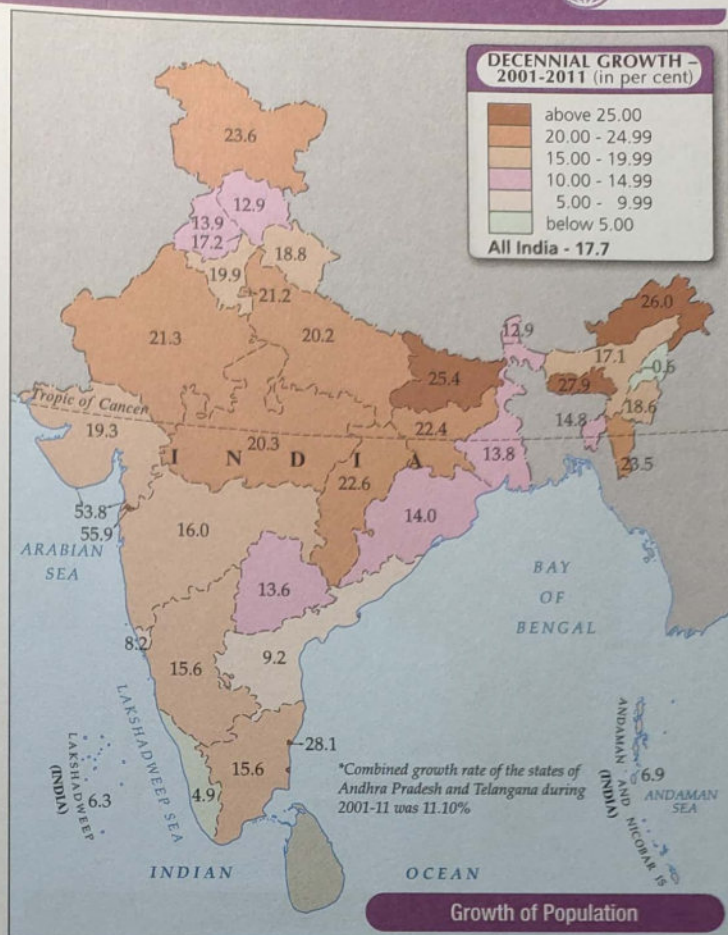 DECENNIAL GROWTH –
2001-2011 (in per cent)
above 25.00
20.00 - 24.99
15.00 - 19.99
10.00 - 14.99
5.00 - 9.99
below 5.00
All India - 17.7
23.6
12.9
13.9
17.2
18.8
19.9
21.2
21.3
20.2
26.0
12.9
17.1
-0.6
25.4
27.9
18.6
Tropic of Cancer
22.4
14.8
19.3
20.3
13.8
23.5
I N D I A
22.6
53.8
55.9
16.0
14.0
ARABIAN
SEA
13.6
BAY
OF
BENGAL
8.2
15.6
9.2
LAKSHADWEEP SEA
28.1
15.6
LAKSHADWEEP
(INDIA)
6.3
4.9
*Combined growth rate of the states of
Andhra Pradesh and Telangana during
2001-11 was 11.10%
ANDAMAN AND NICOBAR IS
(INDIA)
6.9
ANDAMAN
SEA
INDIAN OCEAN
Growth of Population